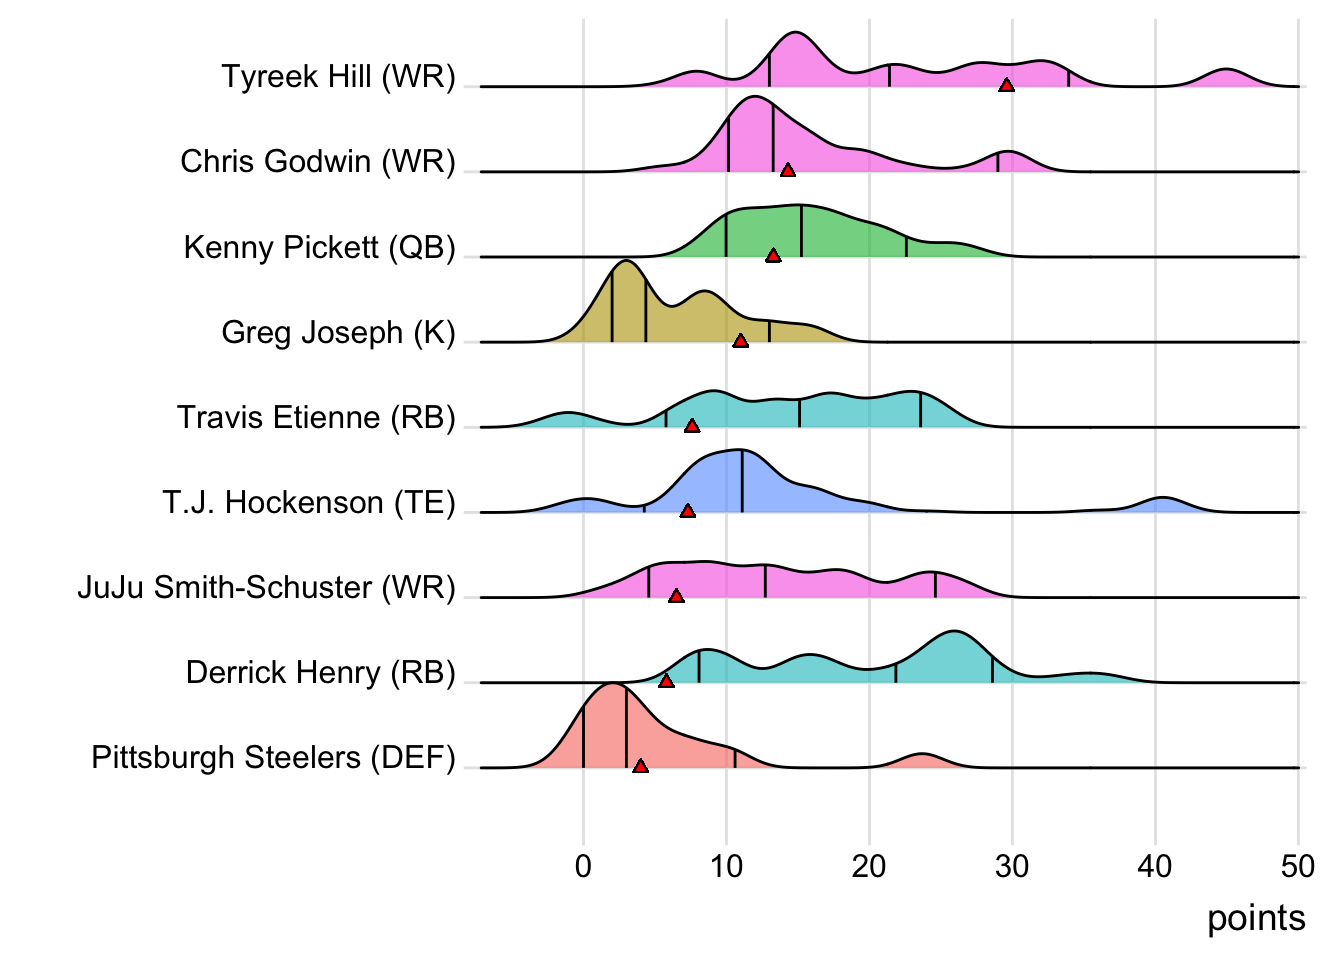 Tyreek Hill (WR)
Chris Godwin (WR)
Kenny Pickett (QB)
Greg Joseph (K)
Travis Etienne (RB)
T.J. Hockenson (TE)
JuJu Smith-Schuster (WR)
Derrick Henry (RB)
Pittsburgh Steelers (DEF)
0 10 20 30 40 50
points